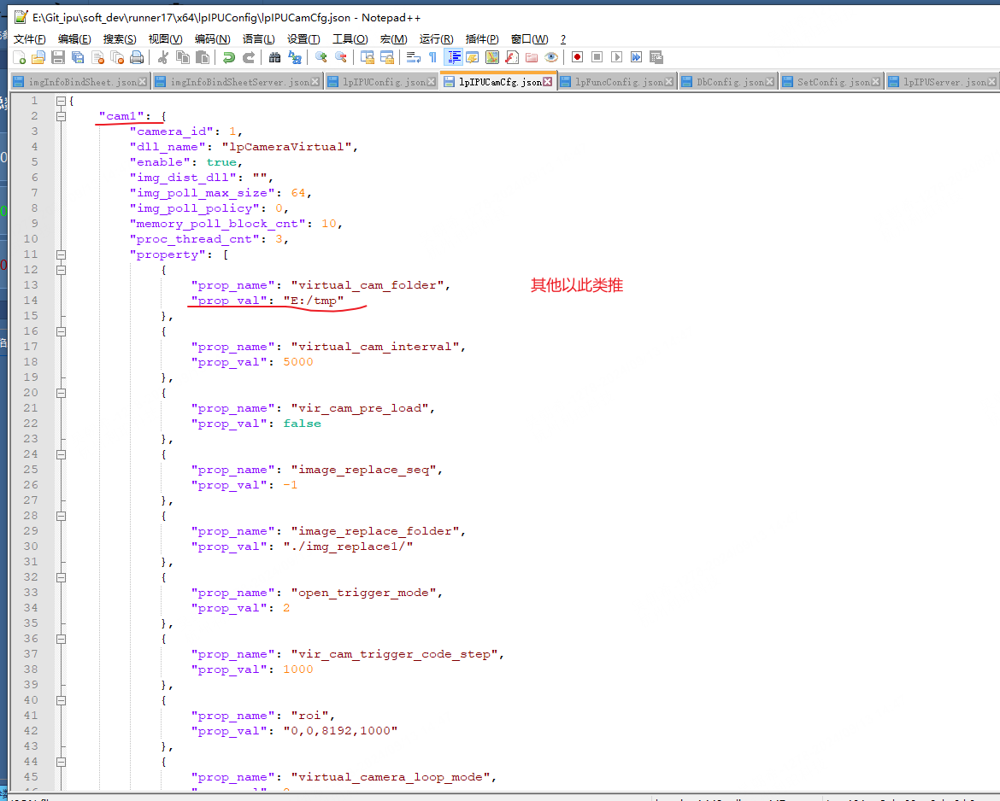 E:\Git_ipu\soft_dev\runner17\x64\lpIPUConfig\lpIPUCamCfg.json - Notepad++
文件(F) 编辑(E) 搜索(S) 视图(V) 编码(N) 语言(L) 设置(T) 工具(O) 宏(M) 运行(R) 插件(P) 窗口(W) ?
imgInfoBindSheet.json imgInfoBindSheetServer.json lpIPUConfig.json lpIPUCamCfg.json lpFuncConfig.json DbConfig.json SetConfig.json lpIPUServer.json
1 {
2 "cam1": {
3 "camera_id": 1,
4 "dll_name": "lpCameraVirtual",
5 "enable": true,
6 "img_dist_dll": "",
7 "img_poll_max_size": 64,
8 "img_poll_policy": 0,
9 "memory_poll_block_cnt": 10,
10 "proc_thread_cnt": 3,
11 "property": [
12 {
13 "prop_name": "virtual_cam_folder", 其他以此类推
14 "prop_val": "E:/tmp"
15 },
16 {
17 "prop_name": "virtual_cam_interval",
18 "prop_val": 5000
19 },
20 {
21 "prop_name": "vir_cam_pre_load",
22 "prop_val": false
23 },
24 {
25 "prop_name": "image_replace_seq",
26 "prop_val": -1
27 },
28 {
29 "prop_name": "image_replace_folder",
30 "prop_val": "./img_replace1/"
31 },
32 {
33 "prop_name": "open_trigger_mode",
34 "prop_val": 2
35 },
36 {
37 "prop_name": "vir_cam_trigger_code_step",
38 "prop_val": 1000
39 },
40 {
41 "prop_name": "roi",
42 "prop_val": "0,0,8192,1000"
43 },
44 {
45 "prop_name": "virtual_camera_loop_mode",